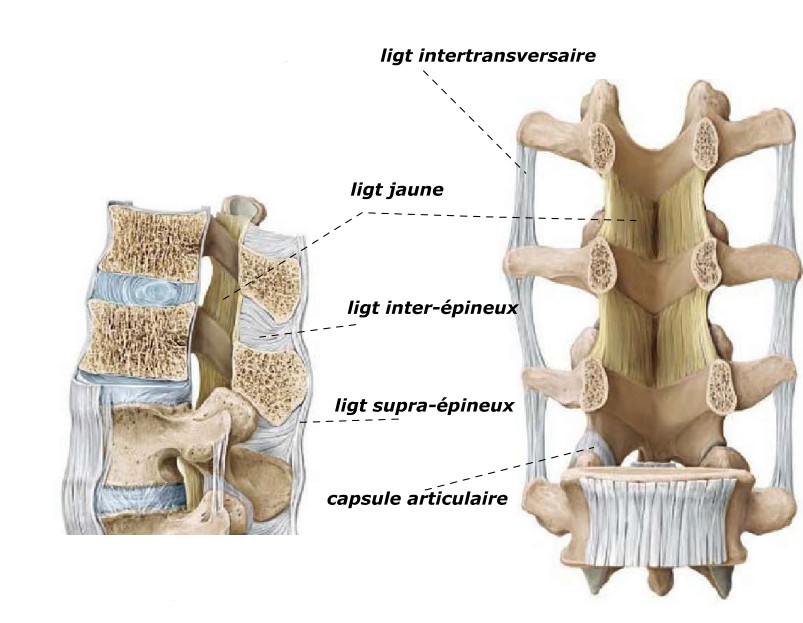 ligt intertransversaire
ligt jaune
ligt inter-épineux
ligt supra-épineux
capsule articulaire